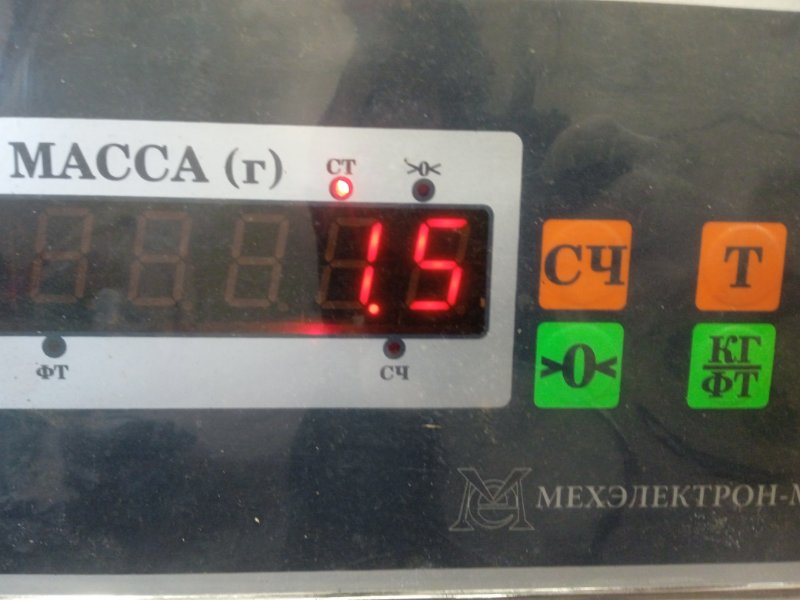 МАССА (г)
СТ
>0<
1.5
ФТ
СЧ
СЧ
Т
>0<
КГ
ФТ
МЕХЭЛЕКТРОН-М